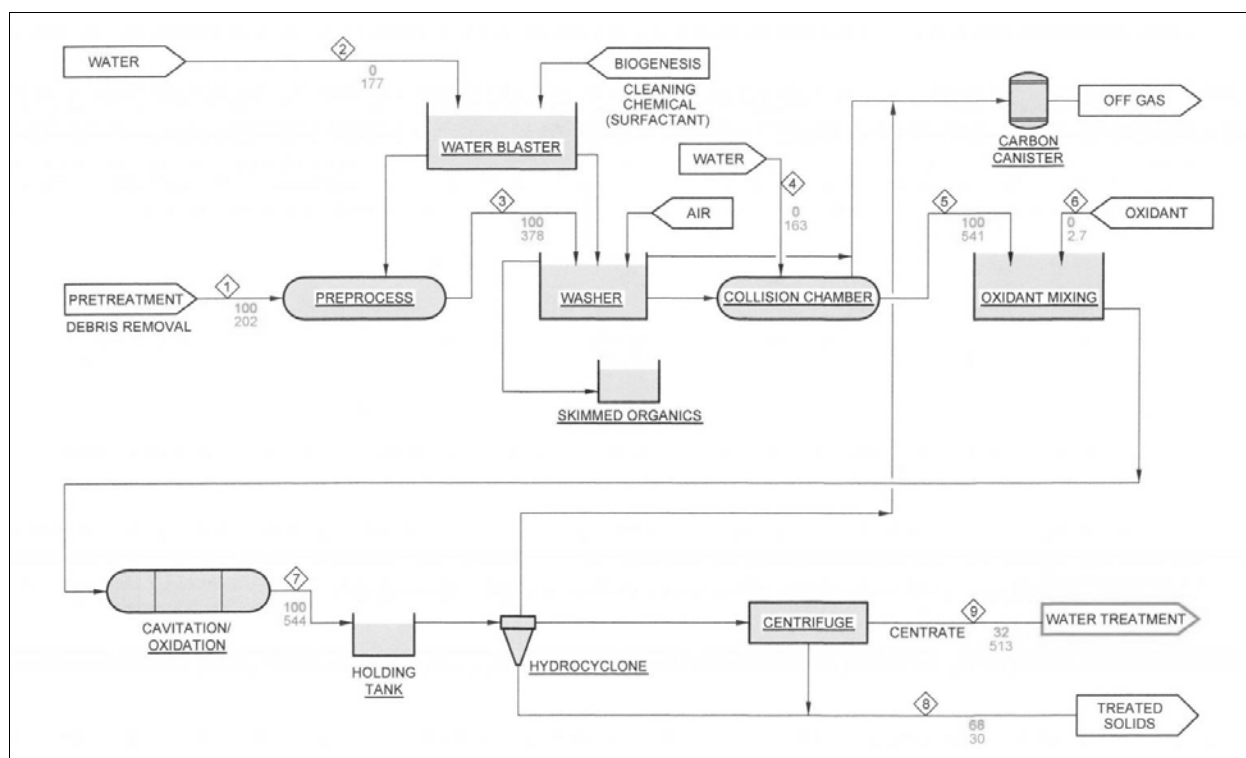 WATER
2
0
177
BIOGENESIS
CLEANING
CHEMICAL
(SURFACTANT)
WATER BLASTER
WATER
4
0
163
CARBON
CANISTER
OFF GAS
3
100
378
AIR
5
100
541
6
0
2.7
OXIDANT
PRETREATMENT
DEBRIS REMOVAL
1
100
202
PREPROCESS
WASHER
COLLISION CHAMBER
OXIDANT MIXING
SKIMMED ORGANICS
CAVITATION/
OXIDATION
7
100
544
HOLDING
TANK
HYDROCYCLONE
CENTRIFUGE
CENTRATE
9
32
513
WATER TREATMENT
8
68
30
TREATED
SOLIDS